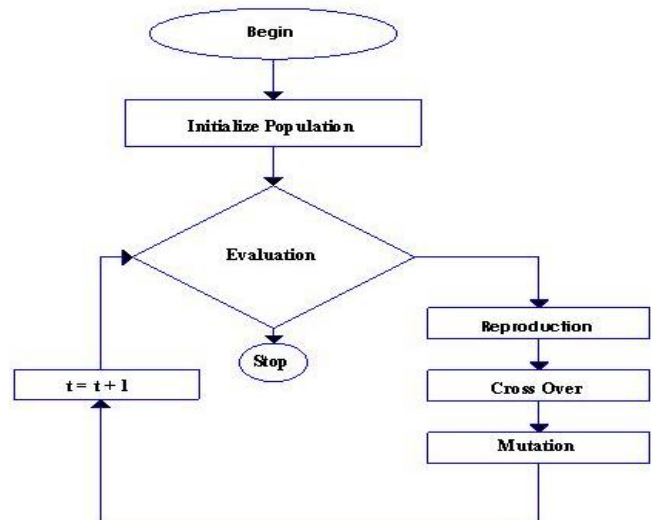 Begin
Initialize Population
Evaluation
Reproduction
Stop
t = t + 1
Cross Over
Mutation